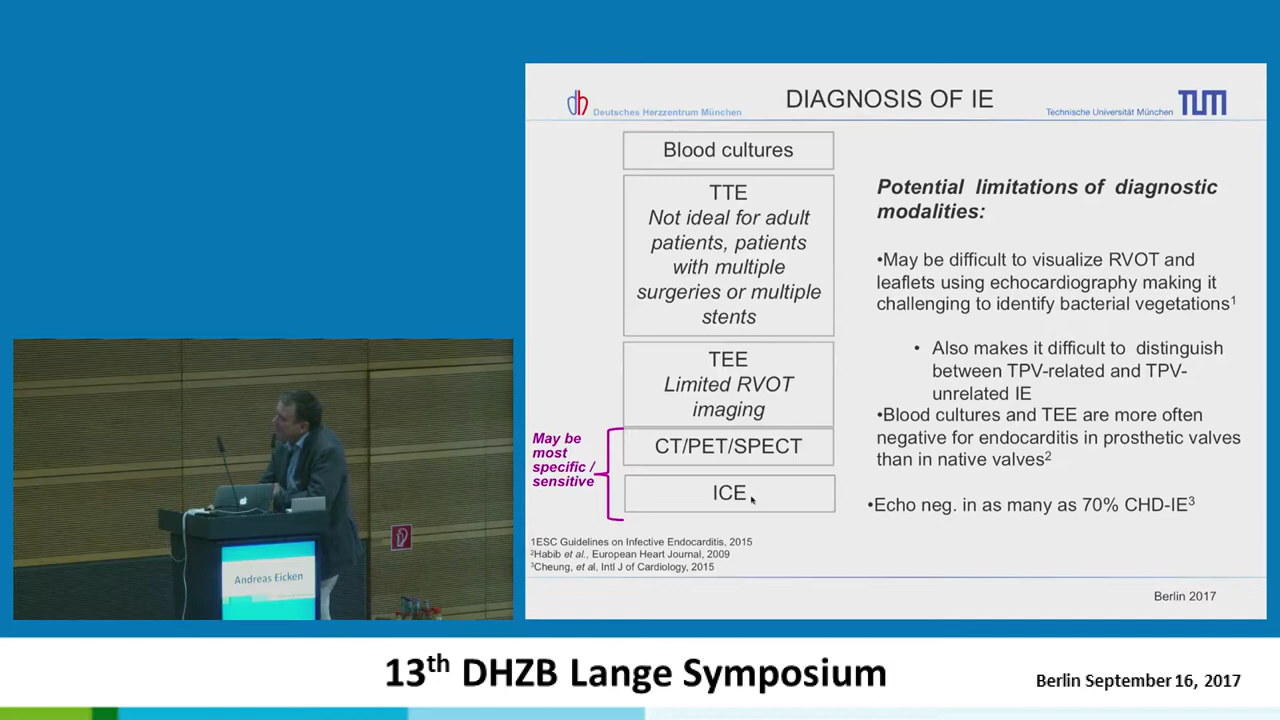 DIAGNOSIS OF IE
Deutsches Herzzentrum München
Technische Universität München
TUM
Blood cultures
TTE
Not ideal for adult
patients, patients
with multiple
surgeries or multiple
stents
TEE
Limited RVOT
imaging
May be
most
specific /
sensitive
CT/PET/SPECT
ICE
Potential limitations of diagnostic
modalities:
•May be difficult to visualize RVOT and
leaflets using echocardiography making it
challenging to identify bacterial vegetations1
• Also makes it difficult to distinguish
between TPV-related and TPV-
unrelated IE
•Blood cultures and TEE are more often
negative for endocarditis in prosthetic valves
than in native valves2
•Echo neg. in as many as 70% CHD-IE3
1ESC Guidelines on Infective Endocarditis, 2015
2Habib et al., European Heart Journal, 2009
3Cheung, et al, Intl J of Cardiology, 2015
Berlin 2017
Andreas Eicken
13th DHZB Lange Symposium
Berlin September 16, 2017